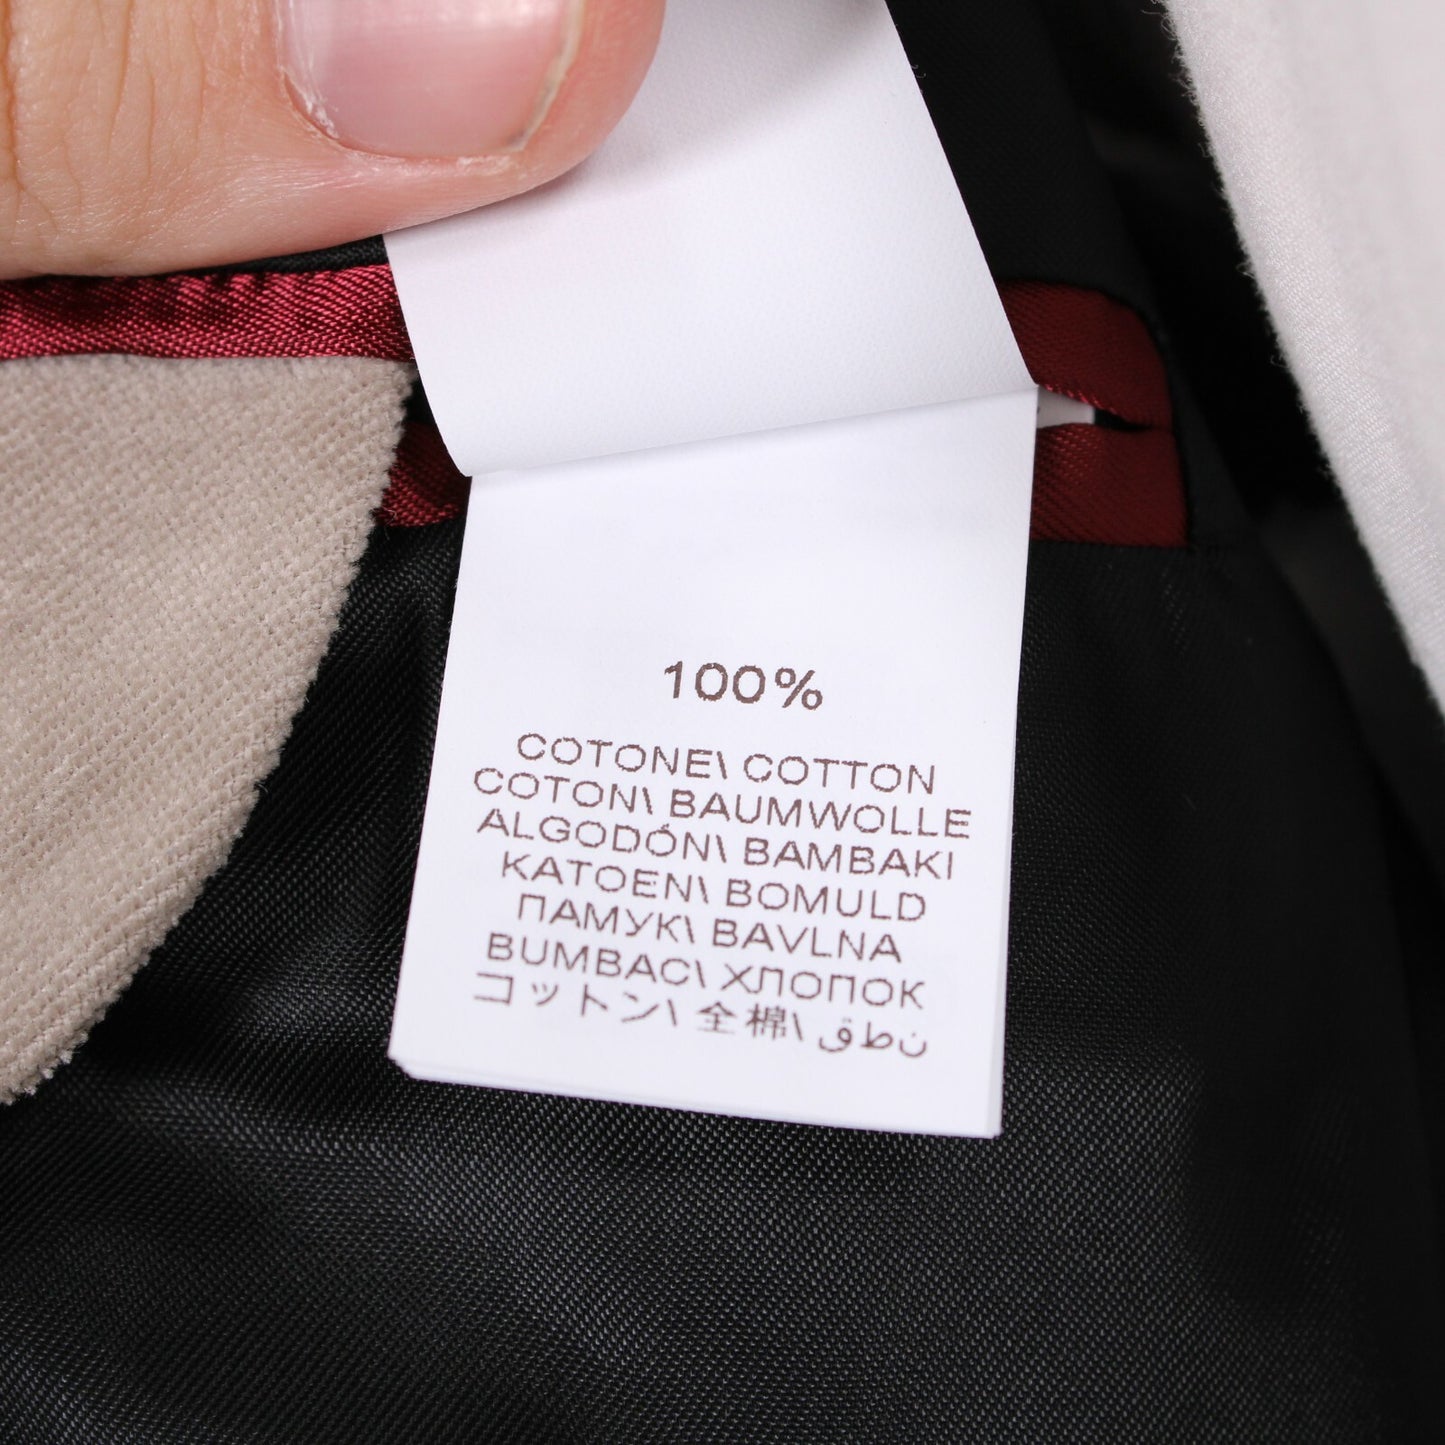 100%
COTONE\ COTTON
COTON\ BAUMWOLLE
ALGODÓN\ BAMBAKI
KATOEN\ BOMULD
ПАМУК\ BAVLNA
BUMBAC\ ХЛОПОК
コットン\ 全棉\ قطن